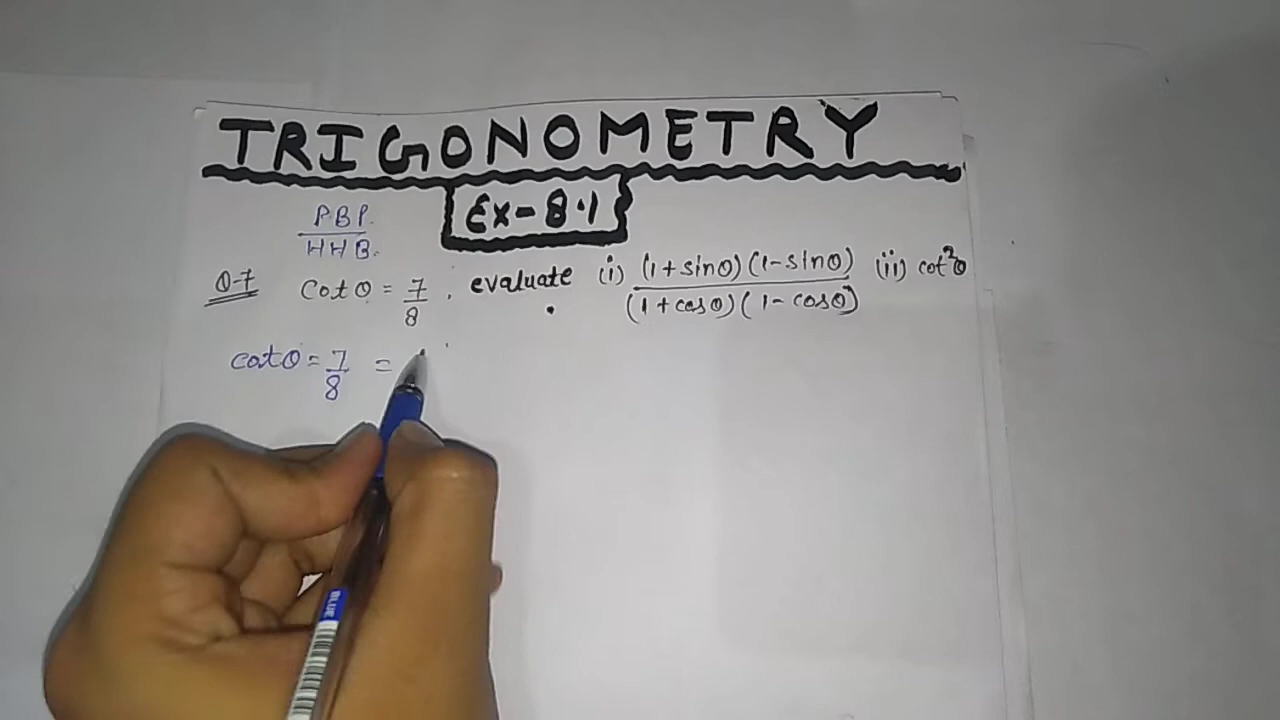 TRIGONOMETRY
Ex-8.1
PBP.
HHB.
Q-7 cotθ = 7/8 . evaluate (i) (1+sinθ)(1-sinθ)/(1+cosθ)(1-cosθ) (ii) cot²θ
cotθ = 7/8 =
BLUE